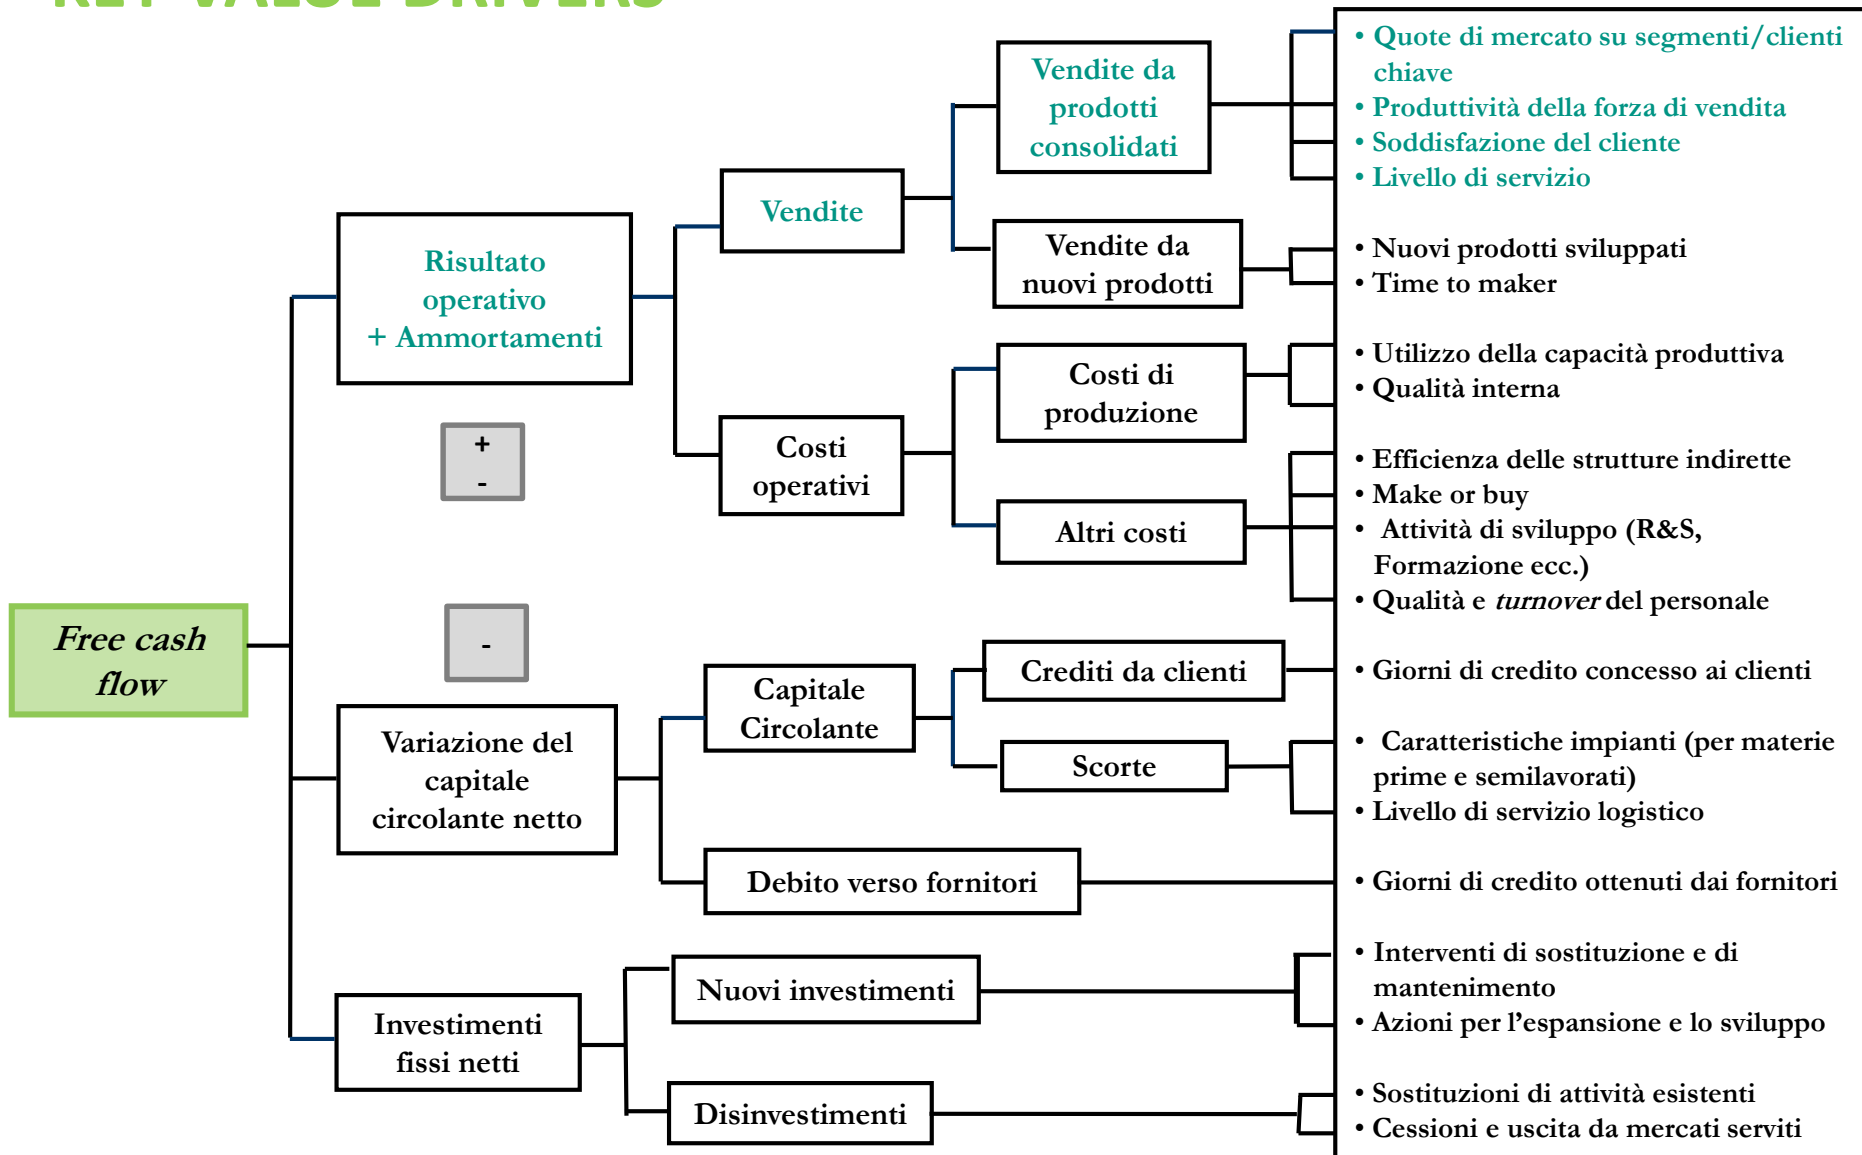 KEY VALUE DRIVERS
Vendite da
prodotti
consolidati
• Quote di mercato su segmenti/clienti
chiave
• Produttività della forza di vendita
• Soddisfazione del cliente
• Livello di servizio
Vendite
Risultato
operativo
+ Ammortamenti
Vendite da
nuovi prodotti
• Nuovi prodotti sviluppati
• Time to maker
Costi di
produzione
• Utilizzo della capacità produttiva
• Qualità interna
+
-
Costi
operativi
Altri costi
• Efficienza delle strutture indirette
• Make or buy
• Attività di sviluppo (R&S,
Formazione ecc.)
• Qualità e turnover del personale
Free cash
flow
-
Crediti da clienti
• Giorni di credito concesso ai clienti
Capitale
Circolante
Variazione del
capitale
circolante netto
Scorte
• Caratteristiche impianti (per materie
prime e semilavorati)
• Livello di servizio logistico
Debito verso fornitori
• Giorni di credito ottenuti dai fornitori
Nuovi investimenti
• Interventi di sostituzione e di
mantenimento
• Azioni per l'espansione e lo sviluppo
Investimenti
fissi netti
Disinvestimenti
• Sostituzioni di attività esistenti
• Cessioni e uscita da mercati serviti